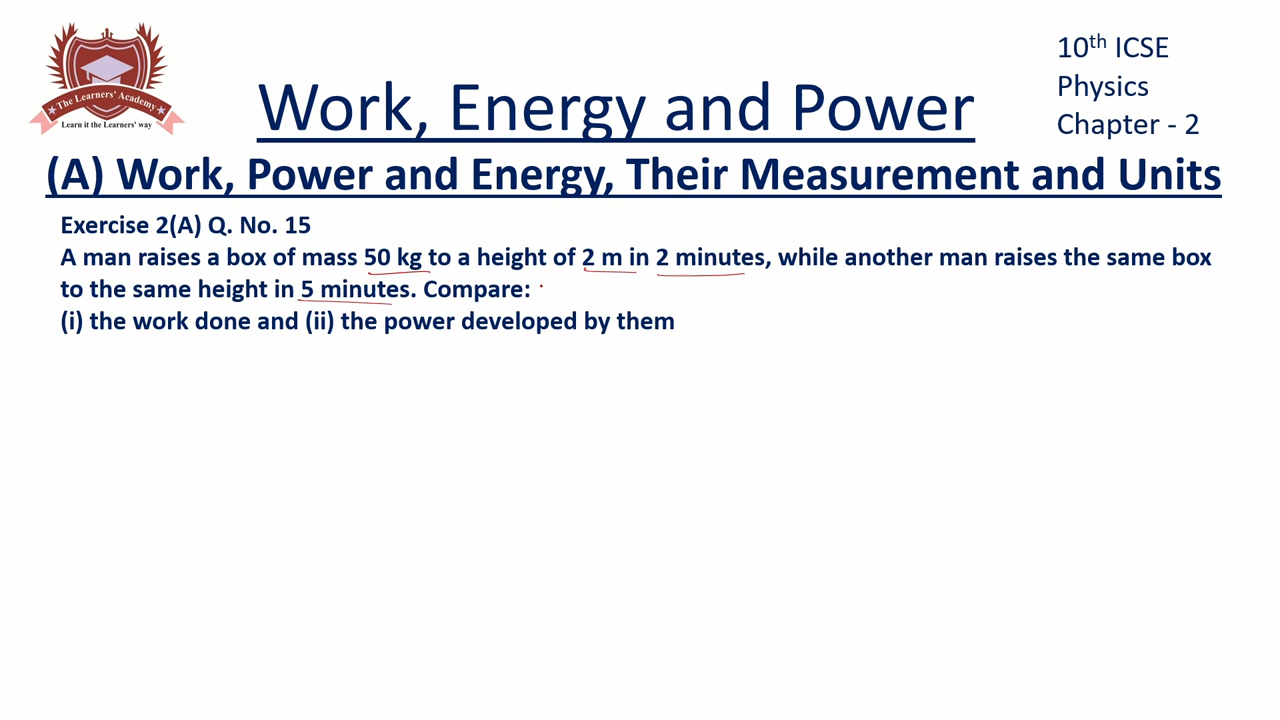 The Learners' Academy
Learn it the Learners' way
10th ICSE
Physics
Chapter - 2
Work, Energy and Power
(A) Work, Power and Energy, Their Measurement and Units
Exercise 2(A) Q. No. 15
A man raises a box of mass 50 kg to a height of 2 m in 2 minutes, while another man raises the same box
to the same height in 5 minutes. Compare:
(i) the work done and (ii) the power developed by them